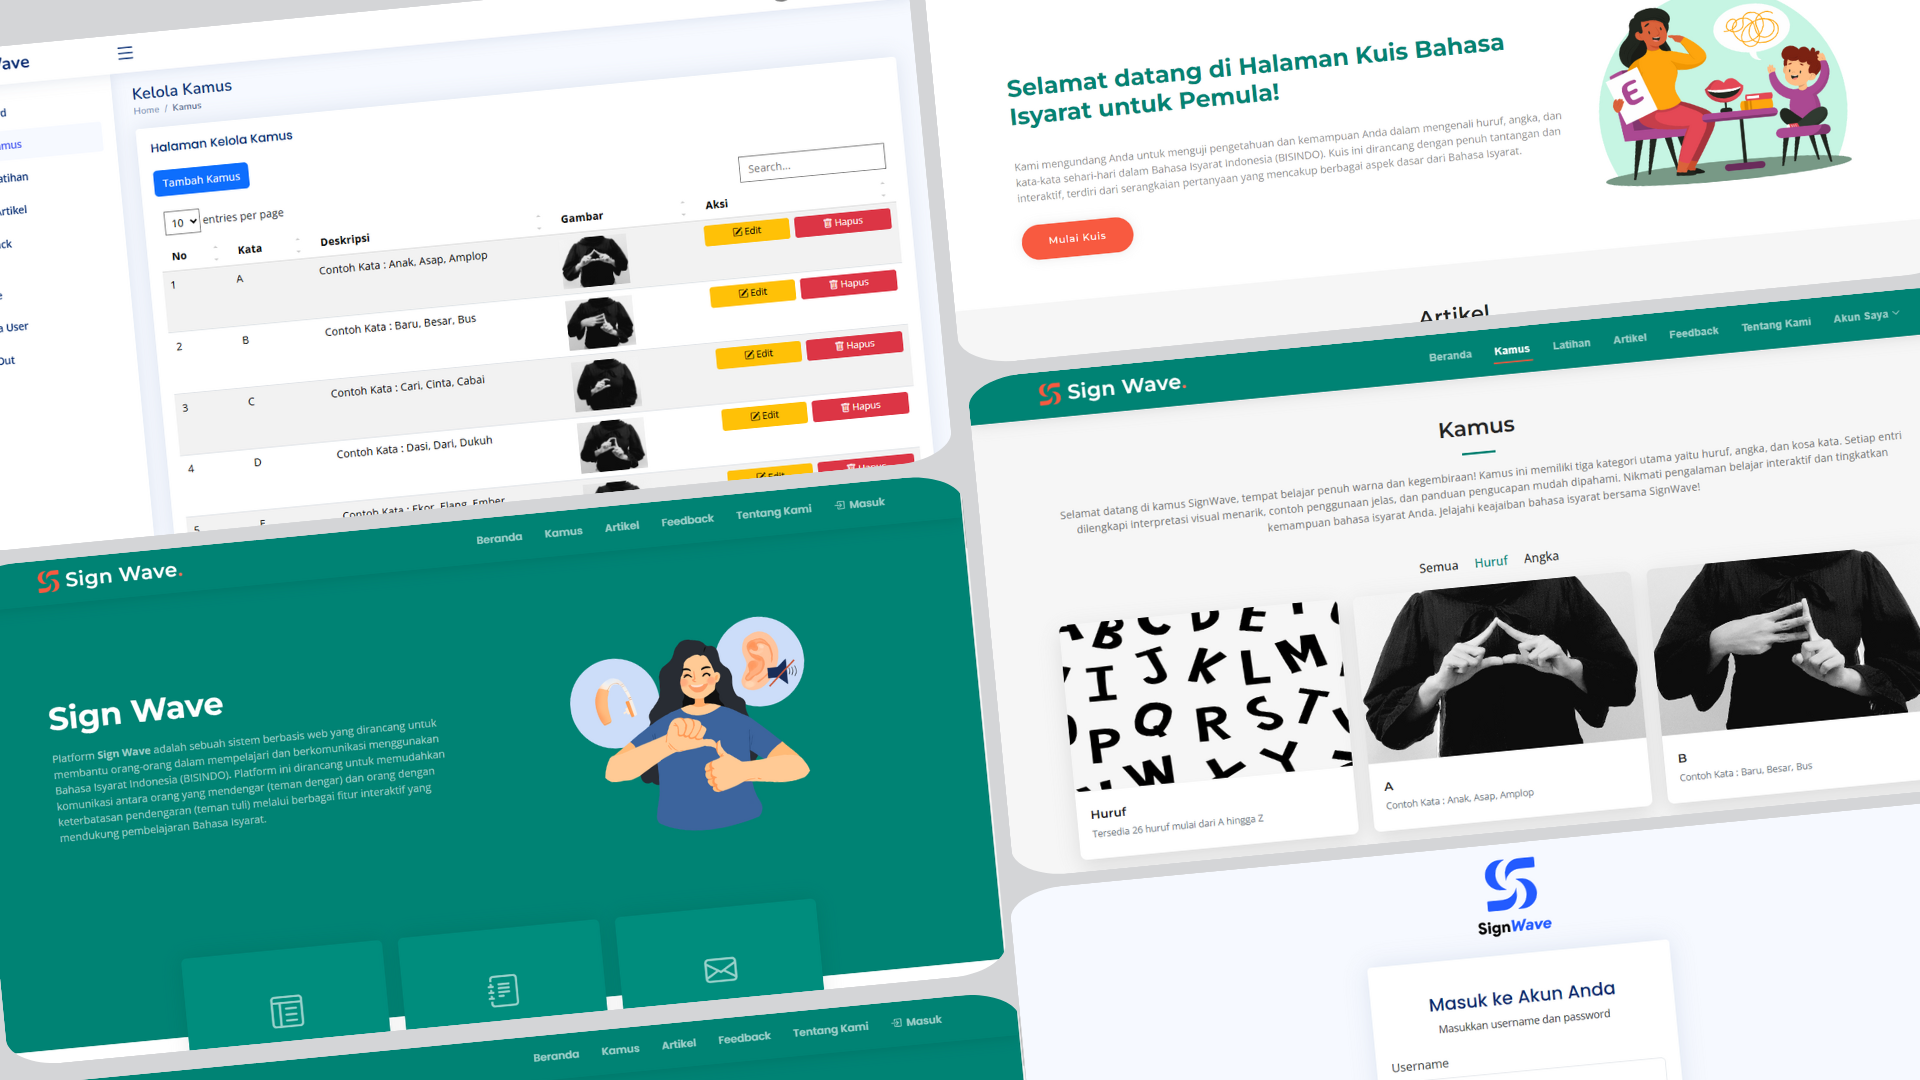 ave
Kelola Kamus
Home / Kamus
Halaman Kelola Kamus
Tambah Kamus
Search...
10 entries per page
No Kata Deskripsi Gambar Aksi
1 A Contoh Kata : Anak, Asap, Amplop Edit Hapus
2 B Contoh Kata : Baru, Besar, Bus Edit Hapus
3 C Contoh Kata : Cari, Cinta, Cabai Edit Hapus
4 D Contoh Kata : Dasi, Dari, Dukuh Edit Hapus
5 E Contoh Kata : Ekor, Elang, Ember Edit Hapus
d
mus
atihan
rtikel
ck
e
a User
Out
Selamat datang di Halaman Kuis Bahasa
Isyarat untuk Pemula!
Kami mengundang Anda untuk menguji pengetahuan dan kemampuan Anda dalam mengenali huruf, angka, dan
kata-kata sehari-hari dalam Bahasa Isyarat Indonesia (BISINDO). Kuis ini dirancang dengan penuh tantangan dan
interaktif, terdiri dari serangkaian pertanyaan yang mencakup berbagai aspek dasar dari Bahasa Isyarat.
Mulai Kuis
E
Artikel
Sign Wave.
Beranda Kamus Latihan Artikel Feedback Tentang Kami Akun Saya
Kamus
Selamat datang di kamus SignWave, tempat belajar penuh warna dan kegembiraan! Kamus ini memiliki tiga kategori utama yaitu huruf, angka, dan kosa kata. Setiap entri
dilengkapi interpretasi visual menarik, contoh penggunaan jelas, dan panduan pengucapan mudah dipahami. Nikmati pengalaman belajar interaktif dan tingkatkan
kemampuan bahasa isyarat Anda. Jelajahi keajaiban bahasa isyarat bersama SignWave!
Semua Huruf Angka
A B C D E
I J K L M
P Q R S T
W L Y
Huruf
Tersedia 26 huruf mulai dari A hingga Z
A
Contoh Kata : Anak, Asap, Amplop
B
Contoh Kata : Baru, Besar, Bus
Sign Wave.
Beranda Kamus Artikel Feedback Tentang Kami Masuk
Sign Wave
Platform Sign Wave adalah sebuah sistem berbasis web yang dirancang untuk
membantu orang-orang dalam mempelajari dan berkomunikasi menggunakan
Bahasa Isyarat Indonesia (BISINDO). Platform ini dirancang untuk memudahkan
komunikasi antara orang yang mendengar (teman dengar) dan orang dengan
keterbatasan pendengaran (teman tuli) melalui berbagai fitur interaktif yang
mendukung pembelajaran Bahasa Isyarat.
Beranda Kamus Artikel Feedback Tentang Kami Masuk
SignWave
Masuk ke Akun Anda
Masukkan username dan password
Username